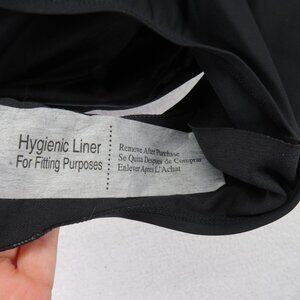 Hygienic Liner
For Fitting Purposes
Remove After Purchase
Se Quita Despues de Comprar
Enlever Apres L'Achat